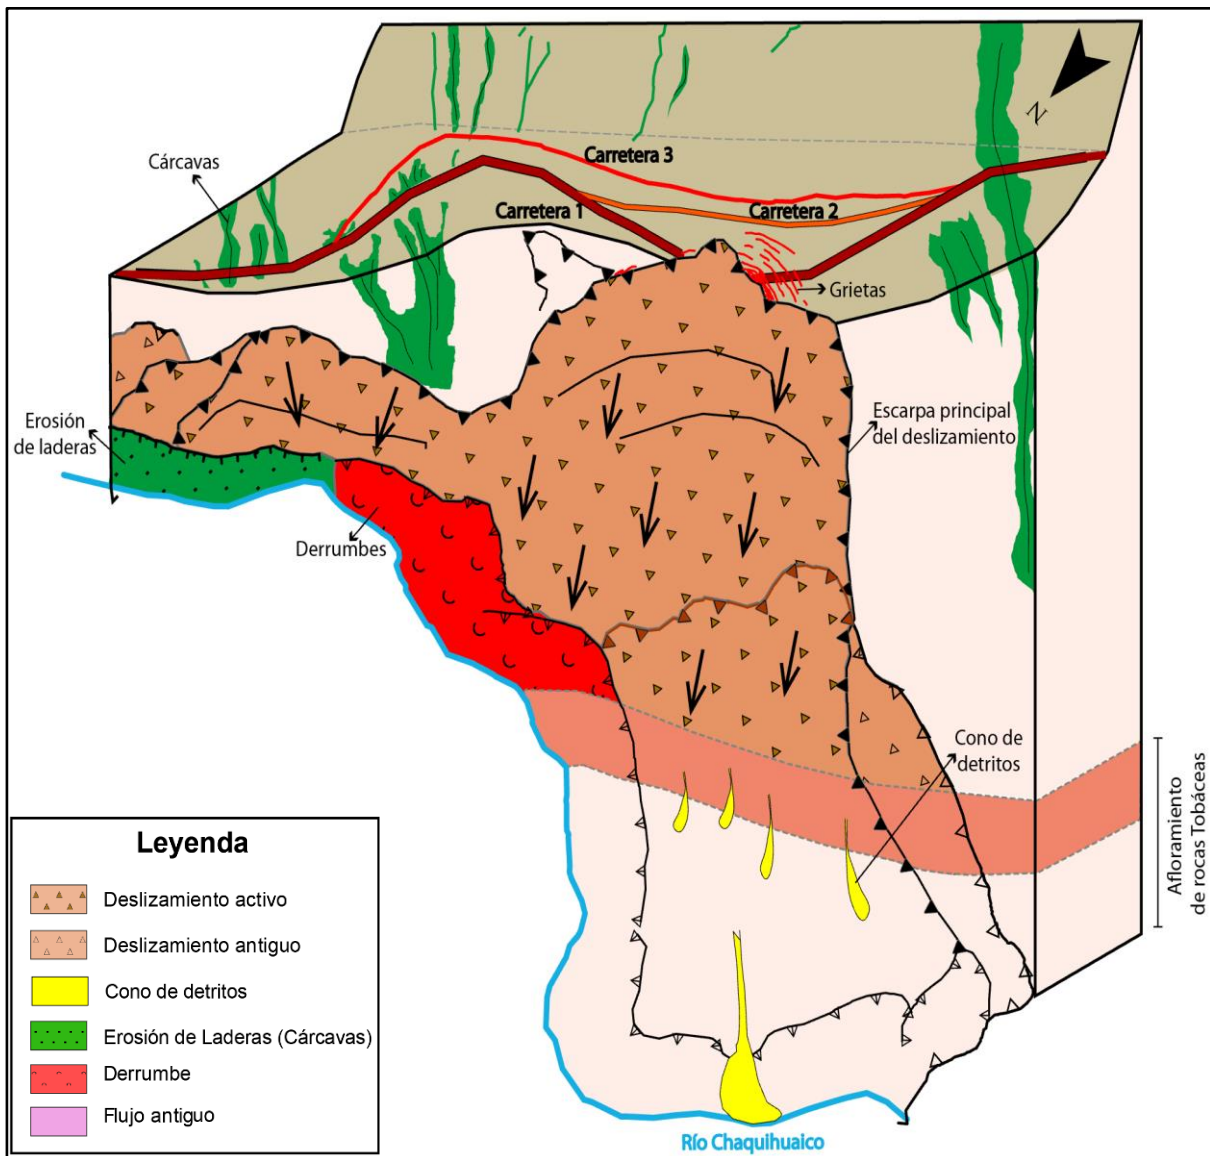 N
Cárcavas
Carretera 3
Carretera 1
Carretera 2
Grietas
Erosión
de laderas
Escarpa principal
del deslizamiento
Derrumbes
Cono de
detritos
Afloramiento
de rocas Tobáceas
Leyenda
Deslizamiento activo
Deslizamiento antiguo
Cono de detritos
Erosión de Laderas (Cárcavas)
Derrumbe
Flujo antiguo
Río Chaquihuaico